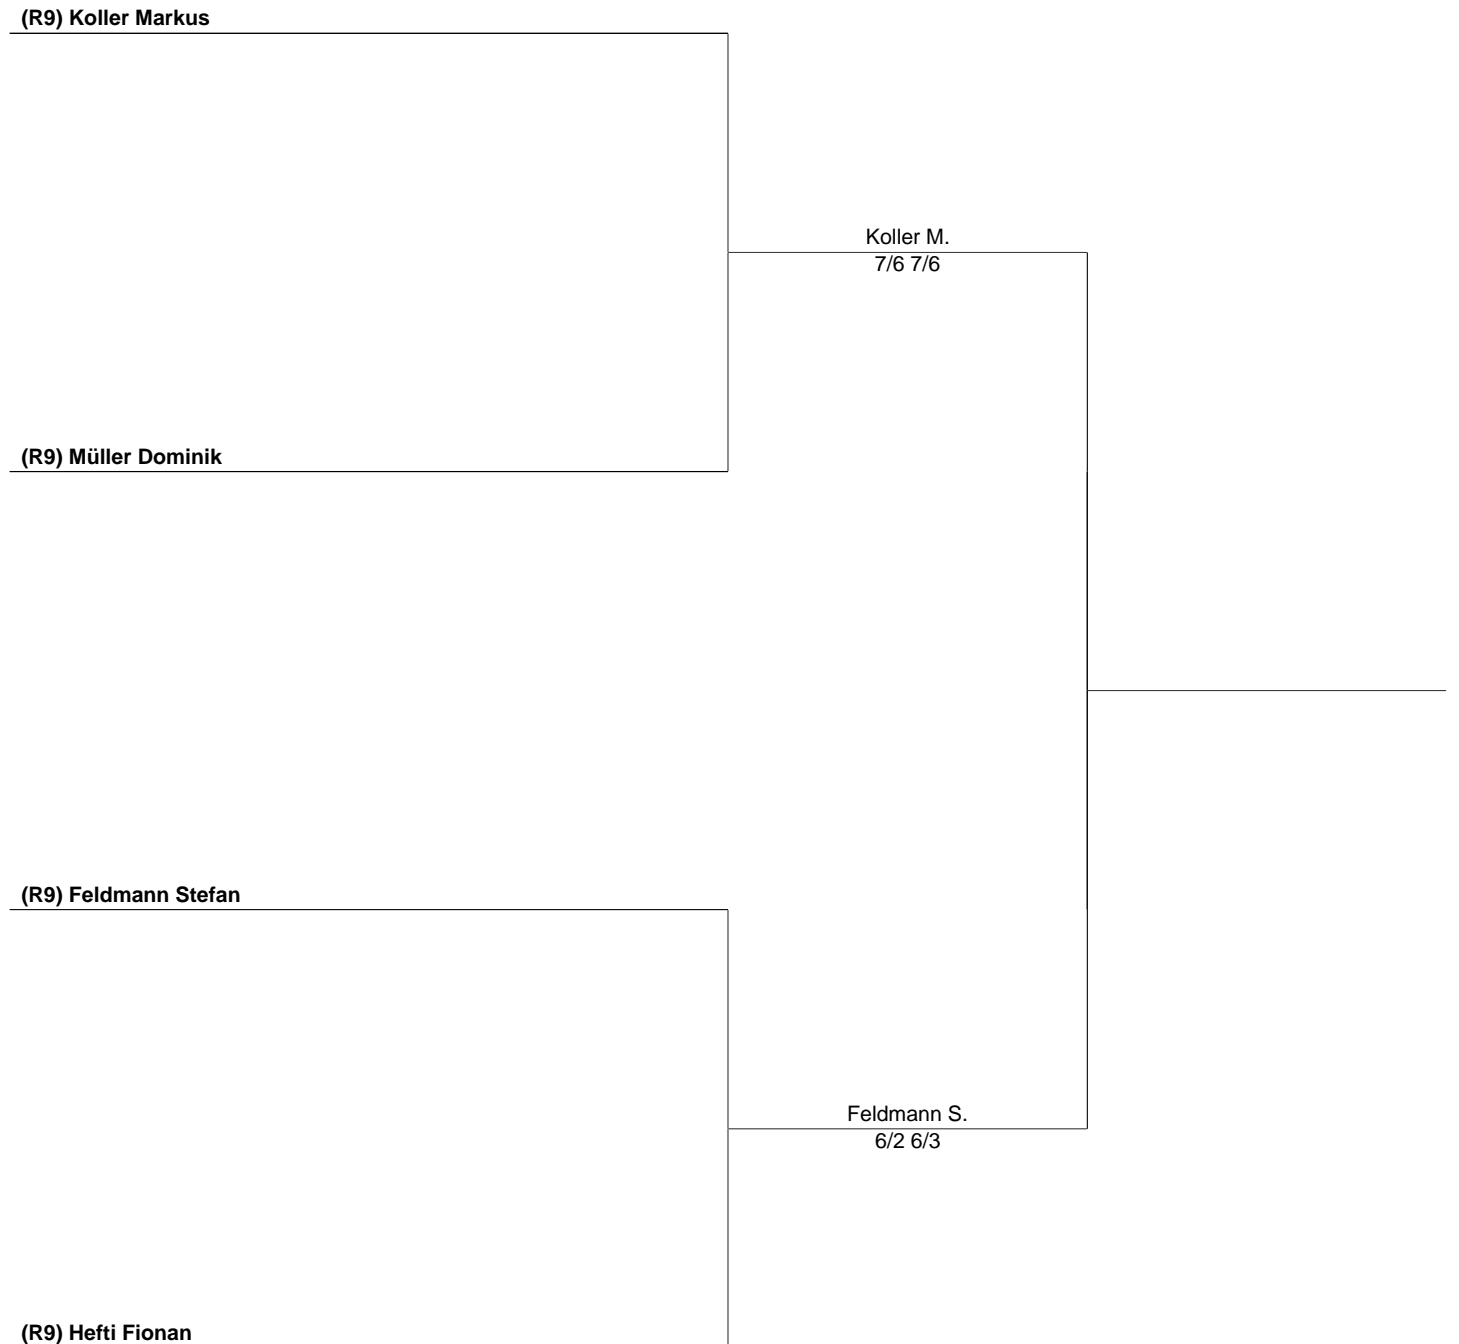 (R9) Koller Markus
Koller M.
7/6 7/6
(R9) Müller Dominik
(R9) Feldmann Stefan
Feldmann S.
6/2 6/3
(R9) Hefti Fionan